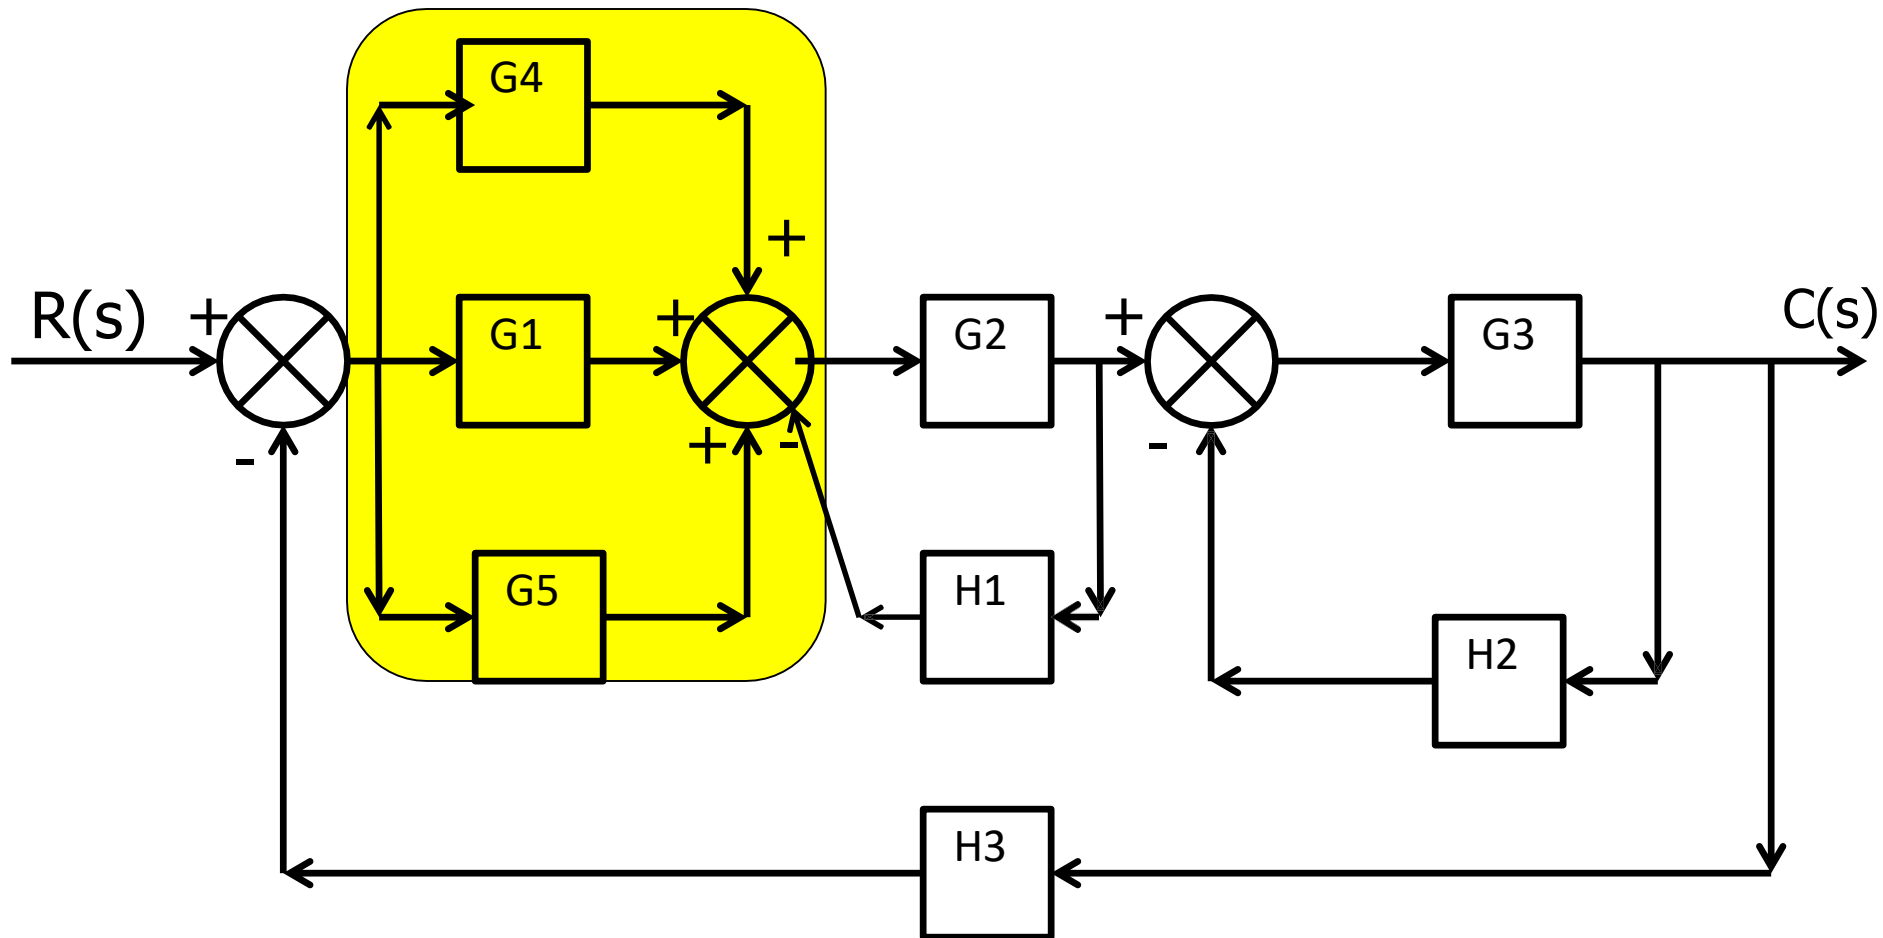 G4
+
R(s)
+
G1
+
G2
+
G3
C(s)
-
+
-
-
G5
H1
H2
H3